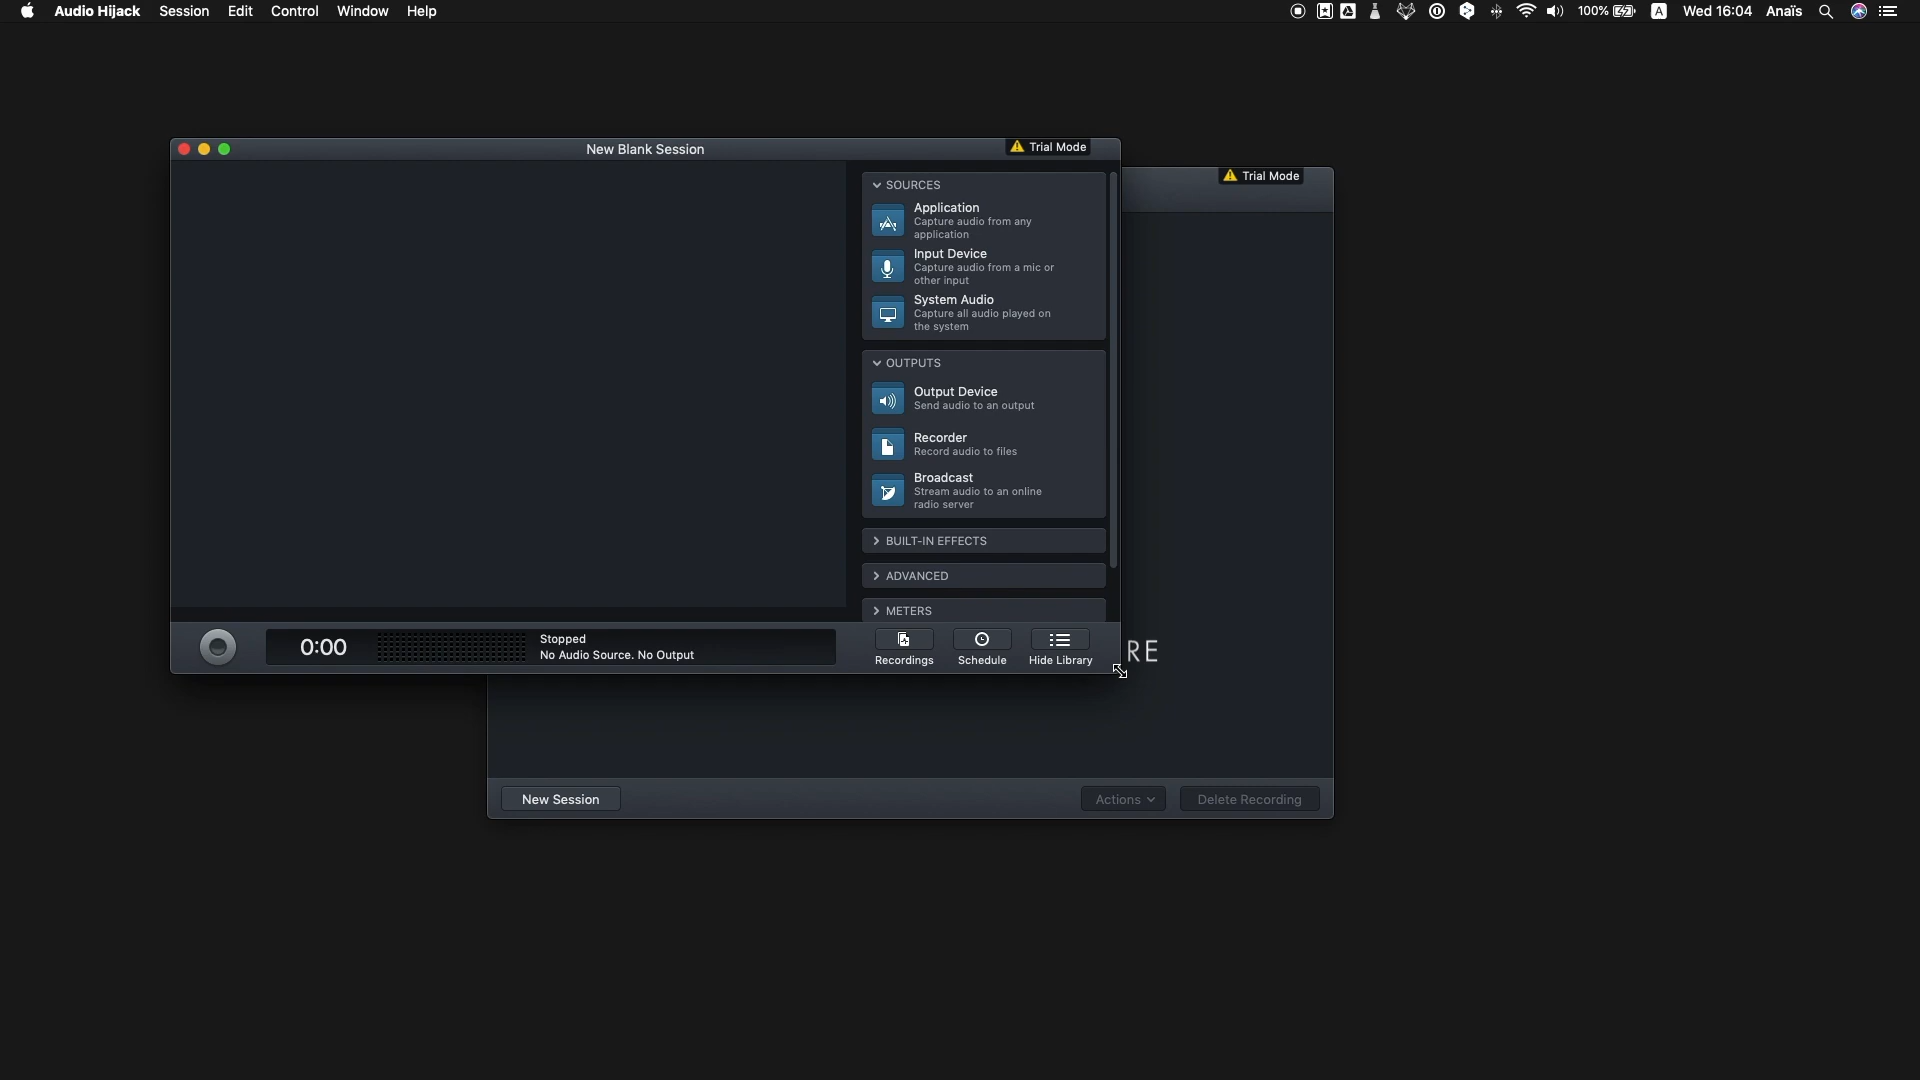 Audio Hijack Session Edit Control Window Help 100% A Wed 16:04 Anaïs
New Blank Session
Trial Mode
SOURCES
Application
Capture audio from any
application
Input Device
Capture audio from a mic or
other input
System Audio
Capture all audio played on
the system
OUTPUTS
Output Device
Send audio to an output
Recorder
Record audio to files
Broadcast
Stream audio to an online
radio server
BUILT-IN EFFECTS
ADVANCED
METERS
0:00
Stopped
No Audio Source. No Output
Recordings Schedule Hide Library
Trial Mode
RE
New Session Actions Delete Recording